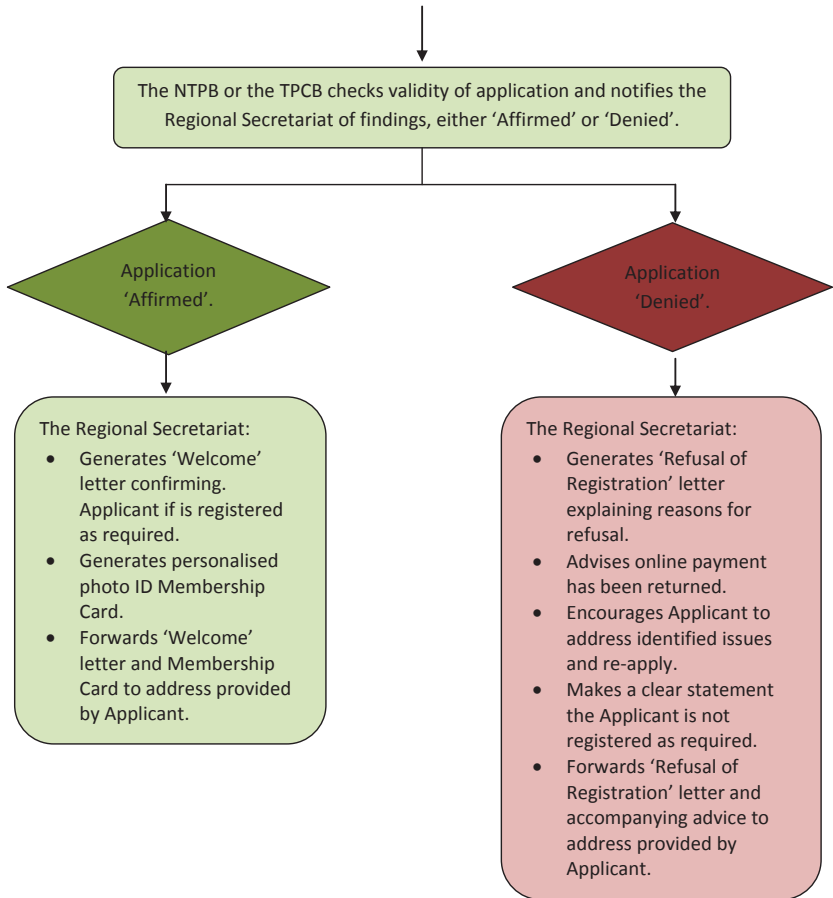 The NTPB or the TPCB checks validity of application and notifies the
Regional Secretariat of findings, either ‘Affirmed’ or ‘Denied’.
Application
‘Affirmed’.
Application
‘Denied’.
The Regional Secretariat:
• Generates ‘Welcome’
letter confirming.
Applicant if is registered
as required.
• Generates personalised
photo ID Membership
Card.
• Forwards ‘Welcome’
letter and Membership
Card to address provided
by Applicant.
The Regional Secretariat:
• Generates ‘Refusal of
Registration’ letter
explaining reasons for
refusal.
• Advises online payment
has been returned.
• Encourages Applicant to
address identified issues
and re-apply.
• Makes a clear statement
the Applicant is not
registered as required.
• Forwards ‘Refusal of
Registration’ letter and
accompanying advice to
address provided by
Applicant.